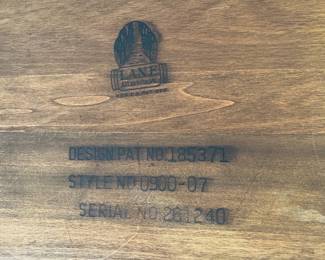 LANE
DESIGN PAT NO.185371
STYLE NO.0900-07
SERIAL NO.261240